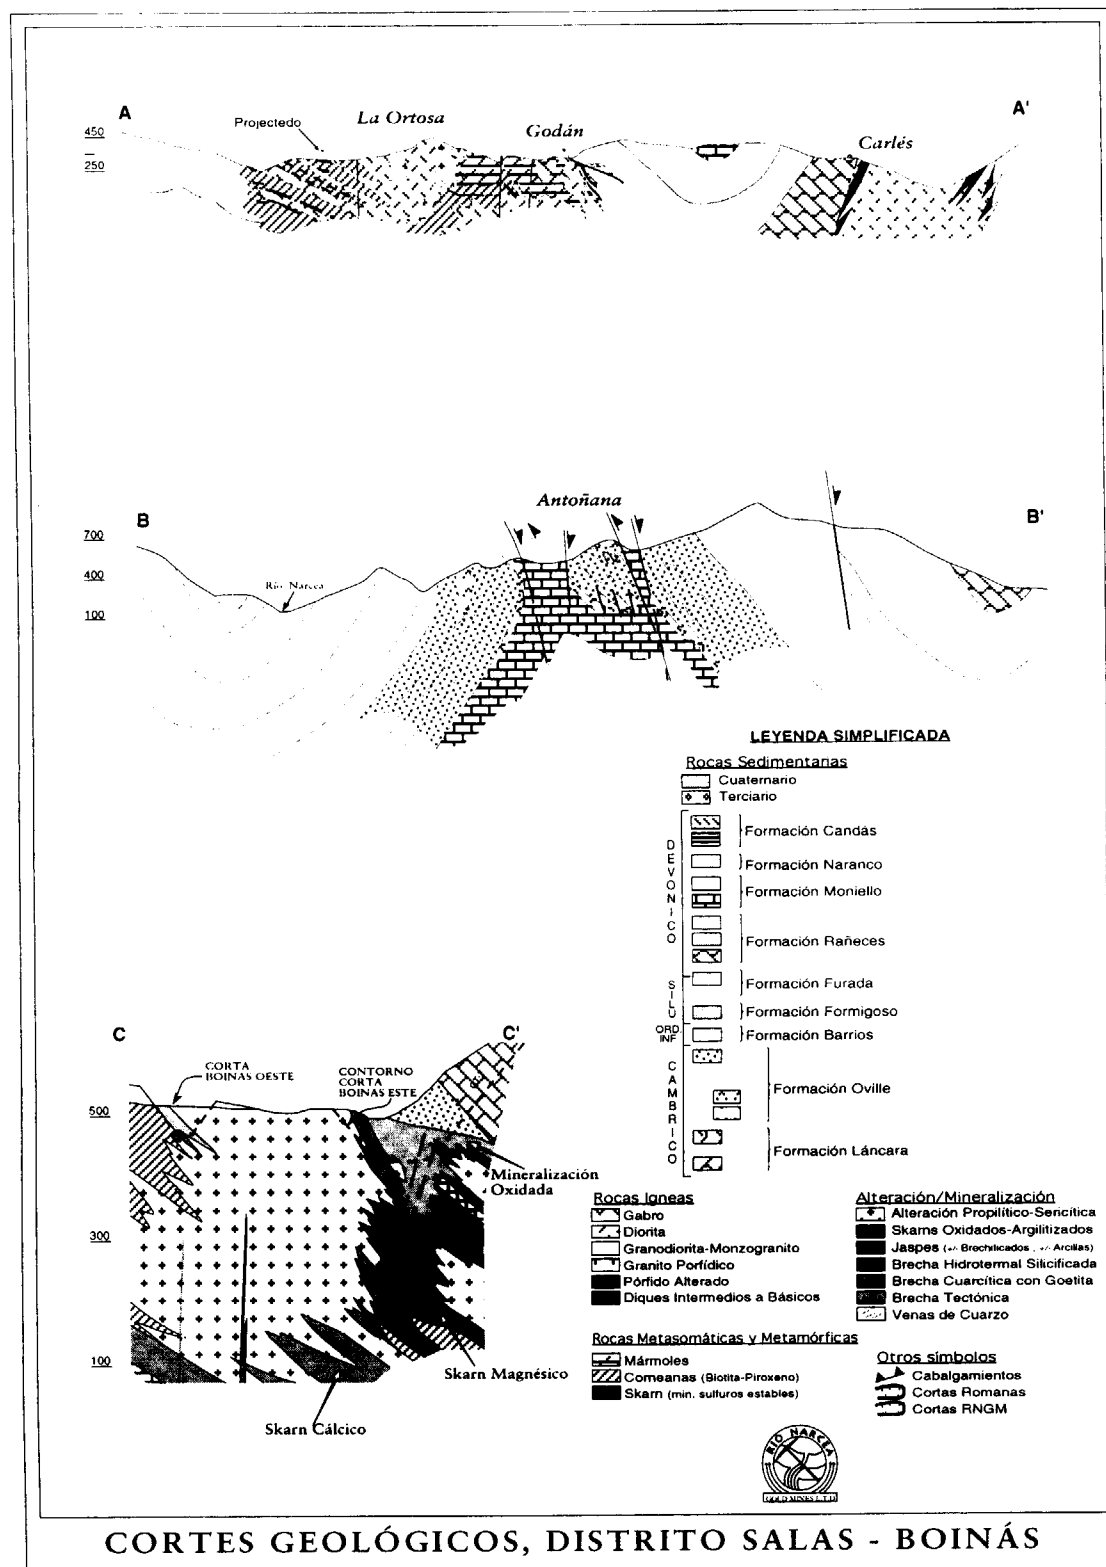 A
A'
Projectedo
La Ortosa
Godán
Carlés
450
250
Antoñana
B
B'
700
400
100
Río Narcea
LEYENDA SIMPLIFICADA
Rocas Sedimentarias
Cuaternario
Terciario
DEVONICO
Formación Candás
Formación Naranco
Formación Moniello
Formación Rañeces
SILU
Formación Furada
Formación Formigoso
ORD. INF
Formación Barrios
CAMBRICO
Formación Oville
Formación Láncara
C
C'
CORTA
BOINAS OESTE
CONTORNO
CORTA
BOINAS ESTE
500
300
100
Mineralización
Oxidada
Skarn Magnésico
Skarn Cálcico
Rocas Igneas
Gabro
Diorita
Granodiorita-Monzogranito
Granito Porfídico
Pórfido Alterado
Diques Intermedios a Básicos
Rocas Metasomáticas y Metamórficas
Mármoles
Corneanas (Biotita-Piroxeno)
Skarn (min. sulfuros estables)
Alteración/Mineralización
Alteración Propilítico-Sericítica
Skarns Oxidados-Argilitizados
Jaspes (+/- Brechificados , +/- Arcillas)
Brecha Hidrotermal Silicificada
Brecha Cuarcítica con Goetita
Brecha Tectónica
Venas de Cuarzo
Otros símbolos
Cabalgamientos
Cortas Romanas
Cortas RNGM
RIO NARCEA
GOLD MINES LTD
CORTES GEOLÓGICOS, DISTRITO SALAS - BOINÁS